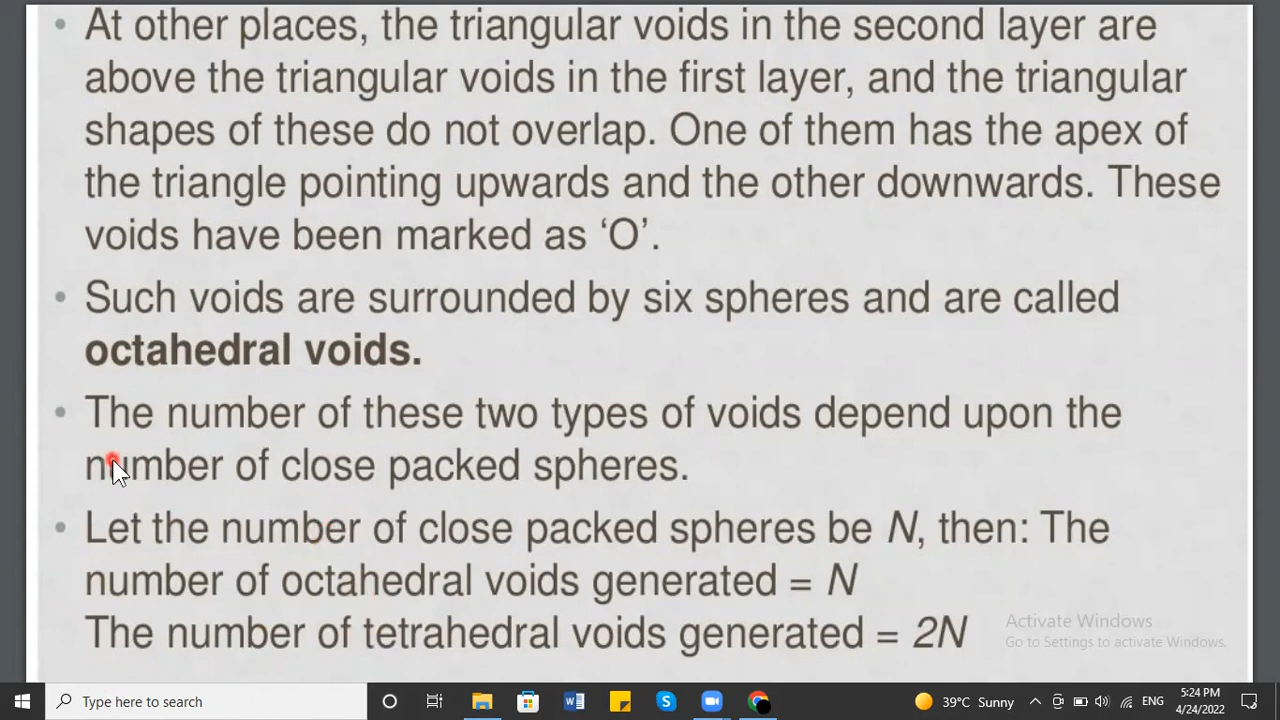 • At other places, the triangular voids in the second layer are
above the triangular voids in the first layer, and the triangular
shapes of these do not overlap. One of them has the apex of
the triangle pointing upwards and the other downwards. These
voids have been marked as ‘O’.
• Such voids are surrounded by six spheres and are called
octahedral voids.
• The number of these two types of voids depend upon the
number of close packed spheres.
• Let the number of close packed spheres be N, then: The
number of octahedral voids generated = N
The number of tetrahedral voids generated = 2N
Activate Windows
Go to Settings to activate Windows.
Type here to search
39°C Sunny
ENG
5:24 PM
4/24/2022